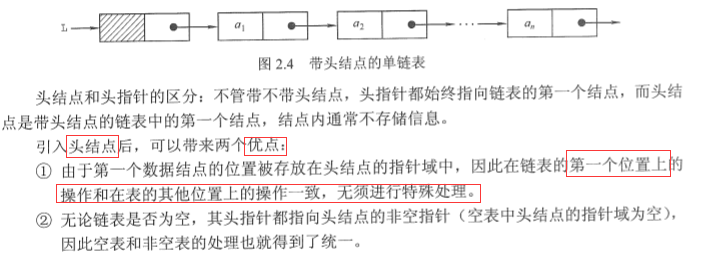 L a1 a2 … an
图 2.4 带头结点的单链表
头结点和头指针的区分：不管带不带头结点，头指针都始终指向链表的第一个结点，而头结
点是带头结点的链表中的第一个结点，结点内通常不存储信息。
引入头结点后，可以带来两个优点：
① 由于第一个数据结点的位置被存放在头结点的指针域中，因此在链表的第一个位置上的
操作和在表的其他位置上的操作一致，无须进行特殊处理。
② 无论链表是否为空，其头指针都指向头结点的非空指针（空表中头结点的指针域为空），
因此空表和非空表的处理也就得到了统一。